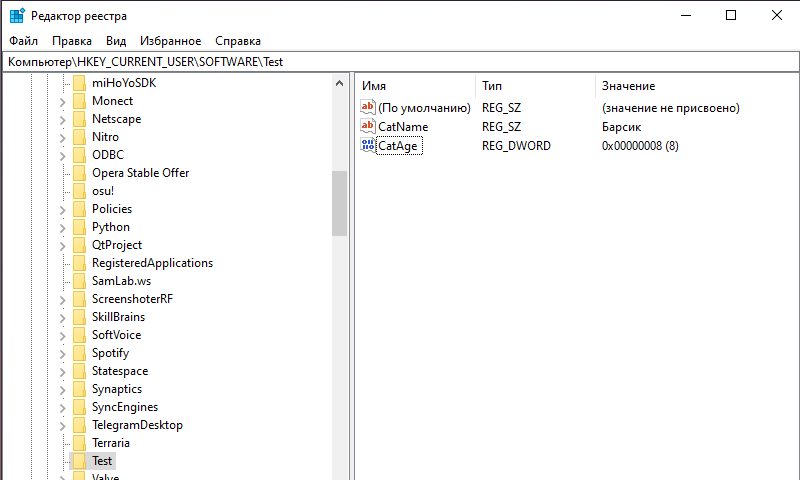 Редактор реестра
Файл Правка Вид Избранное Справка
Компьютер\HKEY_CURRENT_USER\SOFTWARE\Test
miHoYoSDK
Monect
Netscape
Nitro
ODBC
Opera Stable Offer
osu!
Policies
Python
QtProject
RegisteredApplications
SamLab.ws
ScreenshoterRF
SkillBrains
SoftVoice
Spotify
Statespace
Synaptics
SyncEngines
TelegramDesktop
Terraria
Test
Valve
Имя Тип Значение
(По умолчанию) REG_SZ (значение не присвоено)
CatName REG_SZ Барсик
CatAge REG_DWORD 0x00000008 (8)